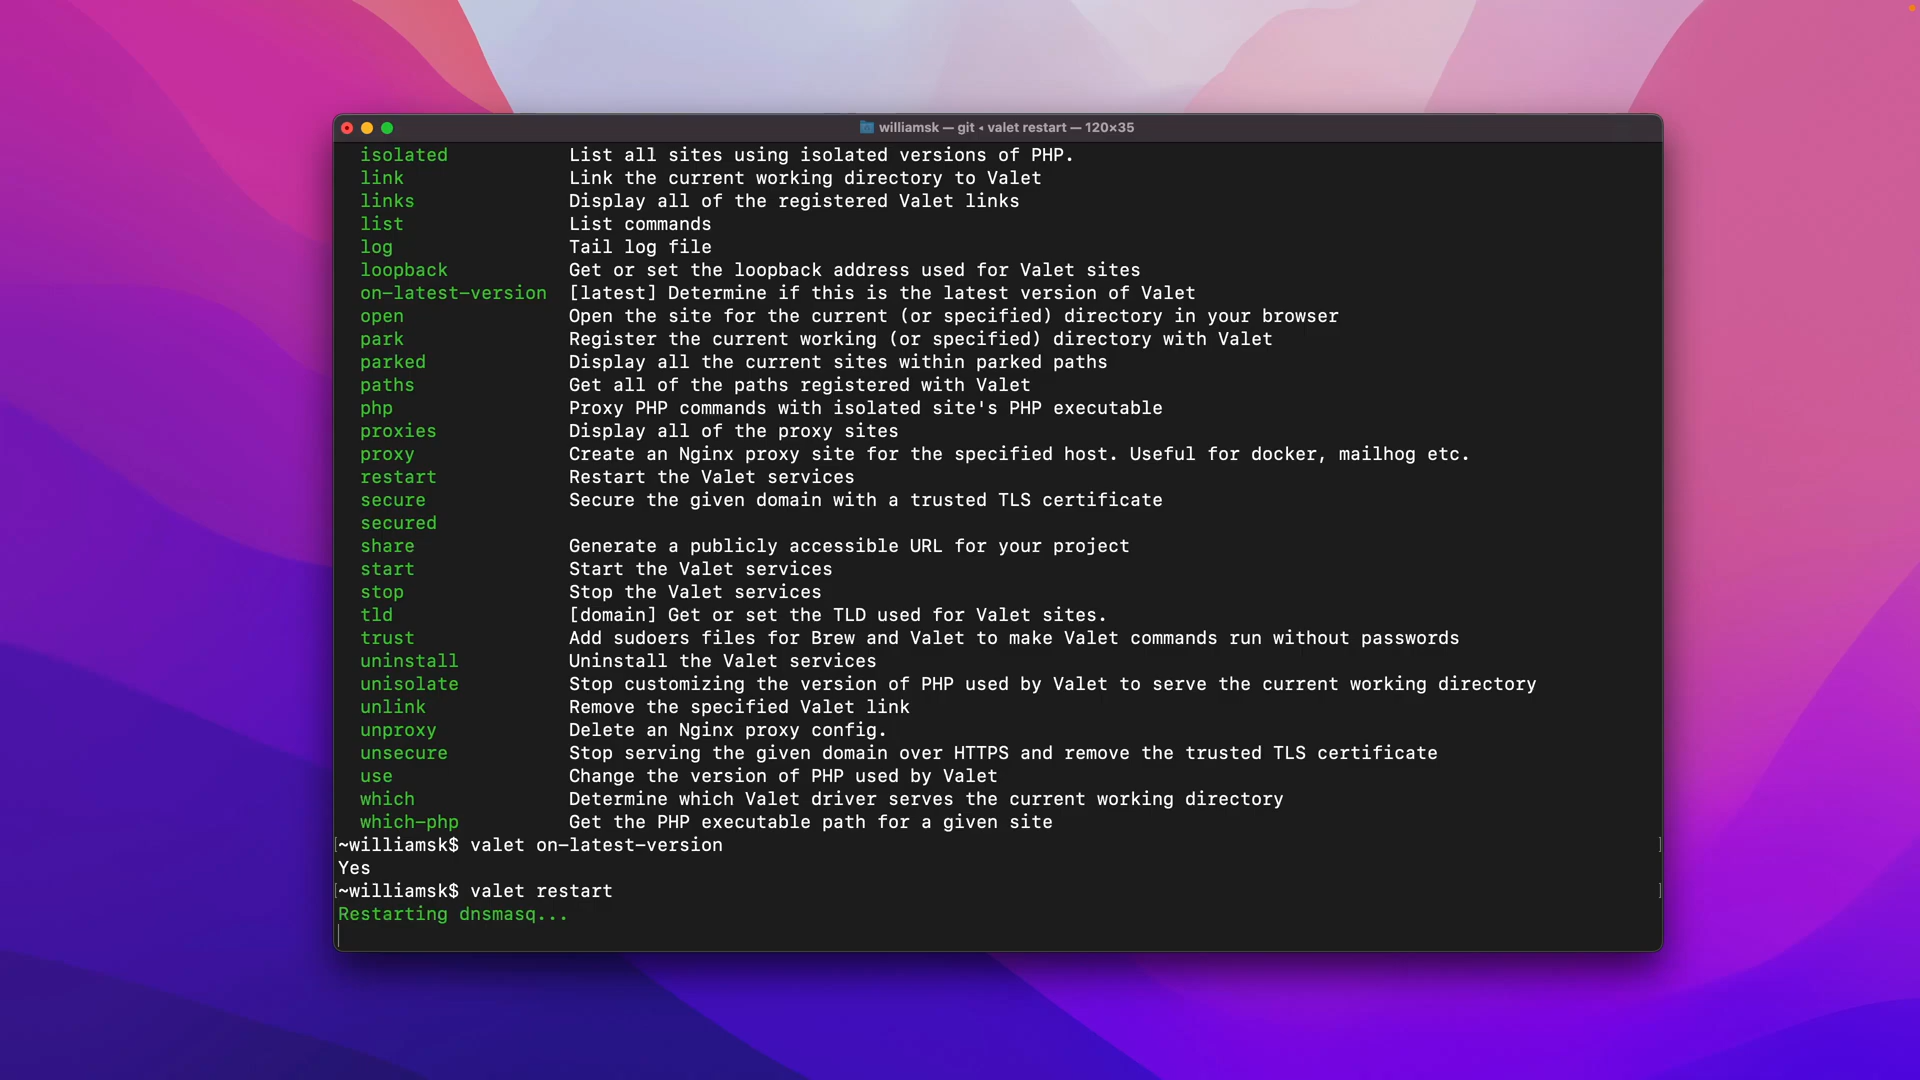 williamsk — git ◂ valet restart — 120×35
isolated List all sites using isolated versions of PHP.
link Link the current working directory to Valet
links Display all of the registered Valet links
list List commands
log Tail log file
loopback Get or set the loopback address used for Valet sites
on-latest-version [latest] Determine if this is the latest version of Valet
open Open the site for the current (or specified) directory in your browser
park Register the current working (or specified) directory with Valet
parked Display all the current sites within parked paths
paths Get all of the paths registered with Valet
php Proxy PHP commands with isolated site's PHP executable
proxies Display all of the proxy sites
proxy Create an Nginx proxy site for the specified host. Useful for docker, mailhog etc.
restart Restart the Valet services
secure Secure the given domain with a trusted TLS certificate
secured
share Generate a publicly accessible URL for your project
start Start the Valet services
stop Stop the Valet services
tld [domain] Get or set the TLD used for Valet sites.
trust Add sudoers files for Brew and Valet to make Valet commands run without passwords
uninstall Uninstall the Valet services
unisolate Stop customizing the version of PHP used by Valet to serve the current working directory
unlink Remove the specified Valet link
unproxy Delete an Nginx proxy config.
unsecure Stop serving the given domain over HTTPS and remove the trusted TLS certificate
use Change the version of PHP used by Valet
which Determine which Valet driver serves the current working directory
which-php Get the PHP executable path for a given site
[~williamsk$ valet on-latest-version ]
Yes
[~williamsk$ valet restart ]
Restarting dnsmasq...